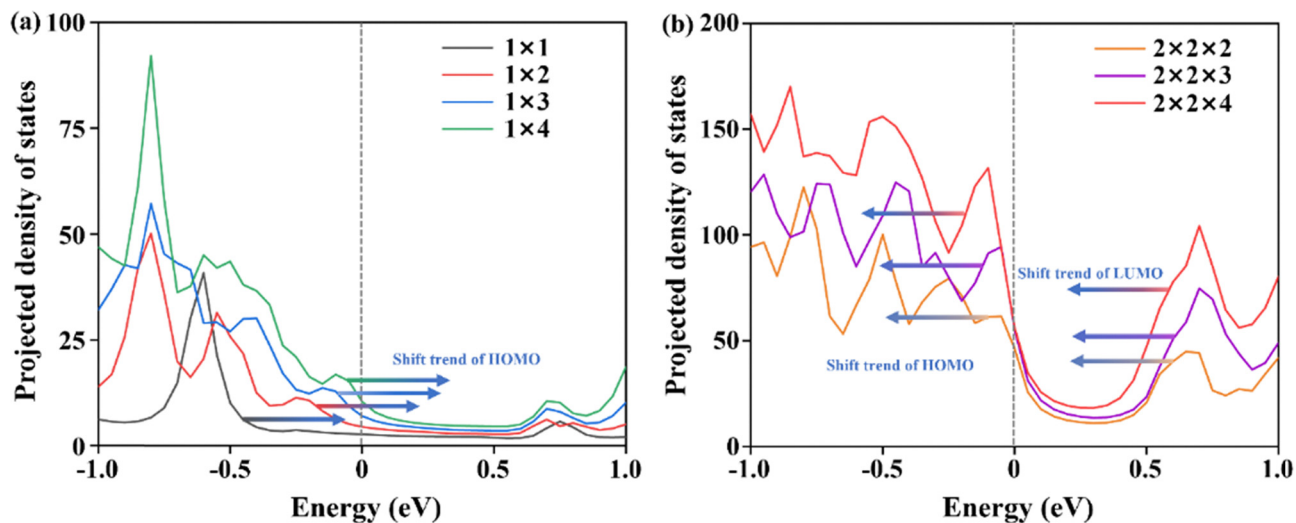 (a)
Projected density of states
100
75
50
25
0
1×1
1×2
1×3
1×4
Shift trend of HOMO
-1.0 -0.5 0 0.5 1.0
Energy (eV)
(b)
Projected density of states
200
150
100
50
0
2×2×2
2×2×3
2×2×4
Shift trend of LUMO
Shift trend of HOMO
-1.0 -0.5 0 0.5 1.0
Energy (eV)